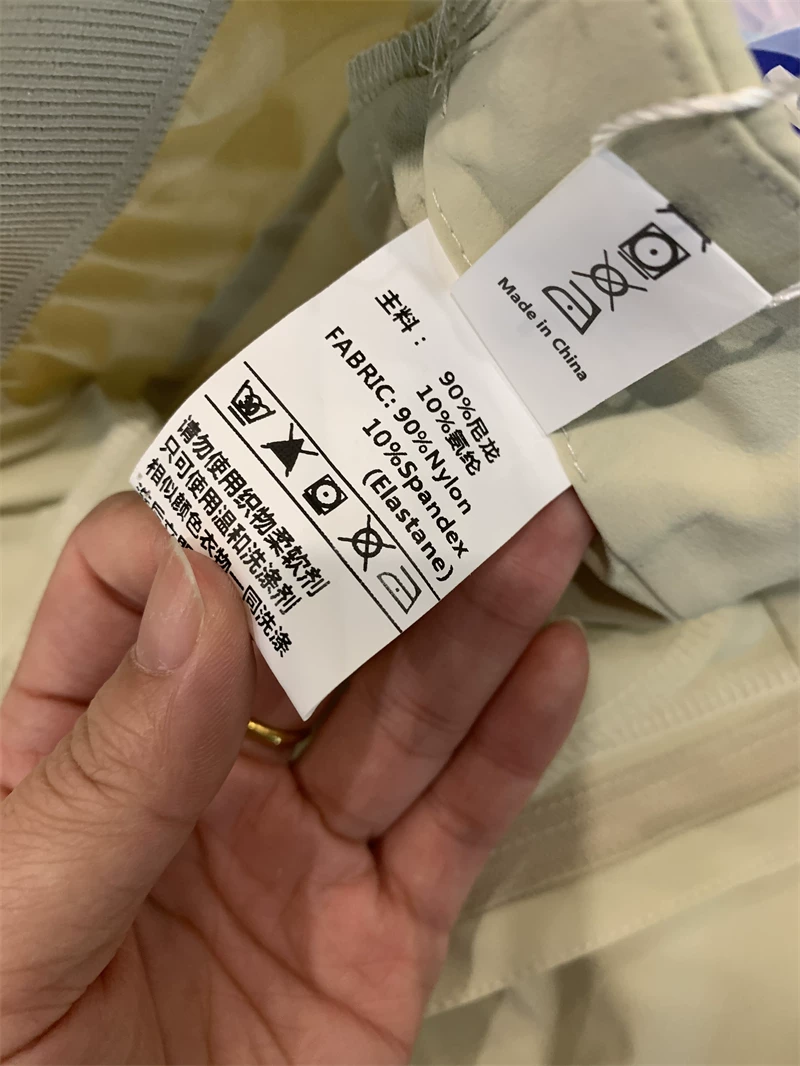 主料：
90%尼龙
10%氨纶
FABRIC: 90%Nylon
10%Spandex
(Elastane)
请勿使用织物柔软剂
只可使用温和洗涤剂
相似颜色衣物一同洗涤
Made in China